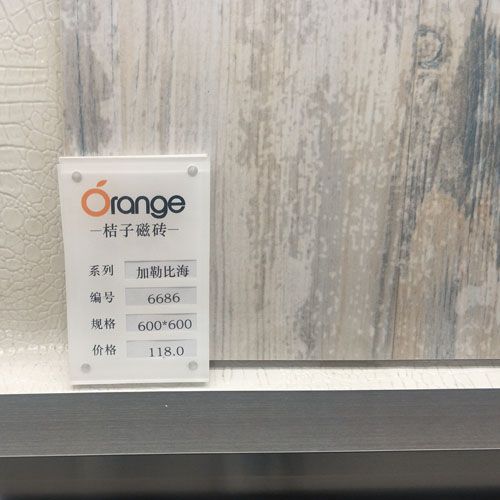 Orange
—桔子磁砖—
系列 加勒比海
编号 6686
规格 600*600
价格 118.0